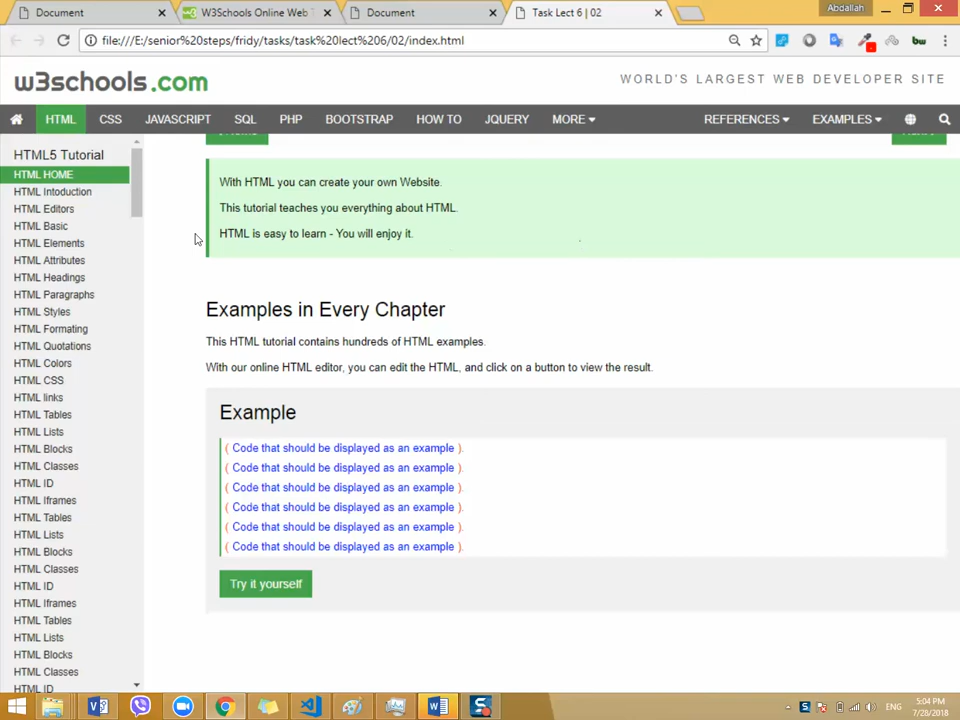 Document
W3Schools Online Web T
Document
Task Lect 6 | 02
Abdallah
file:///E:/senior%20steps/fridy/tasks/task%20lect%206/02/index.html
bw
w3schools.com
WORLD'S LARGEST WEB DEVELOPER SITE
HTML
CSS
JAVASCRIPT
SQL
PHP
BOOTSTRAP
HOW TO
JQUERY
MORE
REFERENCES
EXAMPLES
HTML5 Tutorial
HTML HOME
HTML Intoduction
HTML Editors
HTML Basic
HTML Elements
HTML Attributes
HTML Headings
HTML Paragraphs
HTML Styles
HTML Formating
HTML Quotations
HTML Colors
HTML CSS
HTML links
HTML Tables
HTML Lists
HTML Blocks
HTML Classes
HTML ID
HTML Iframes
HTML Tables
HTML Lists
HTML Blocks
HTML Classes
HTML ID
HTML Iframes
HTML Tables
HTML Lists
HTML Blocks
HTML Classes
HTML ID
With HTML you can create your own Website.
This tutorial teaches you everything about HTML.
HTML is easy to learn - You will enjoy it.
Examples in Every Chapter
This HTML tutorial contains hundreds of HTML examples.
With our online HTML editor, you can edit the HTML, and click on a button to view the result.
Example
( Code that should be displayed as an example ).
( Code that should be displayed as an example ).
( Code that should be displayed as an example ).
( Code that should be displayed as an example ).
( Code that should be displayed as an example ).
( Code that should be displayed as an example ).
Try it yourself
ENG
5:04 PM
7/28/2018